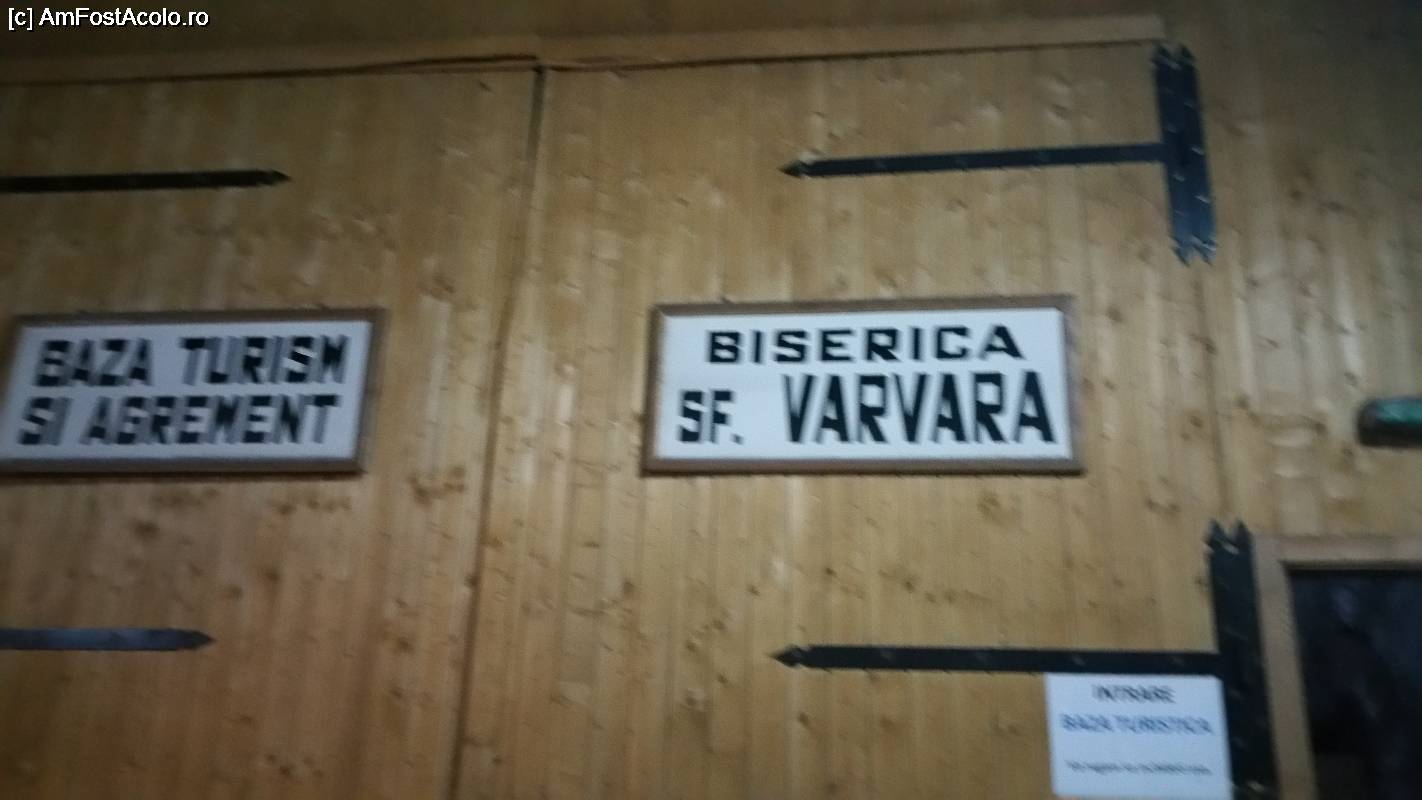 [c] AmFostAcolo.ro
BAZA TURISM
SI AGREMENT
BISERICA
SF. VARVARA
INTRARE
BAZA TURISTICA